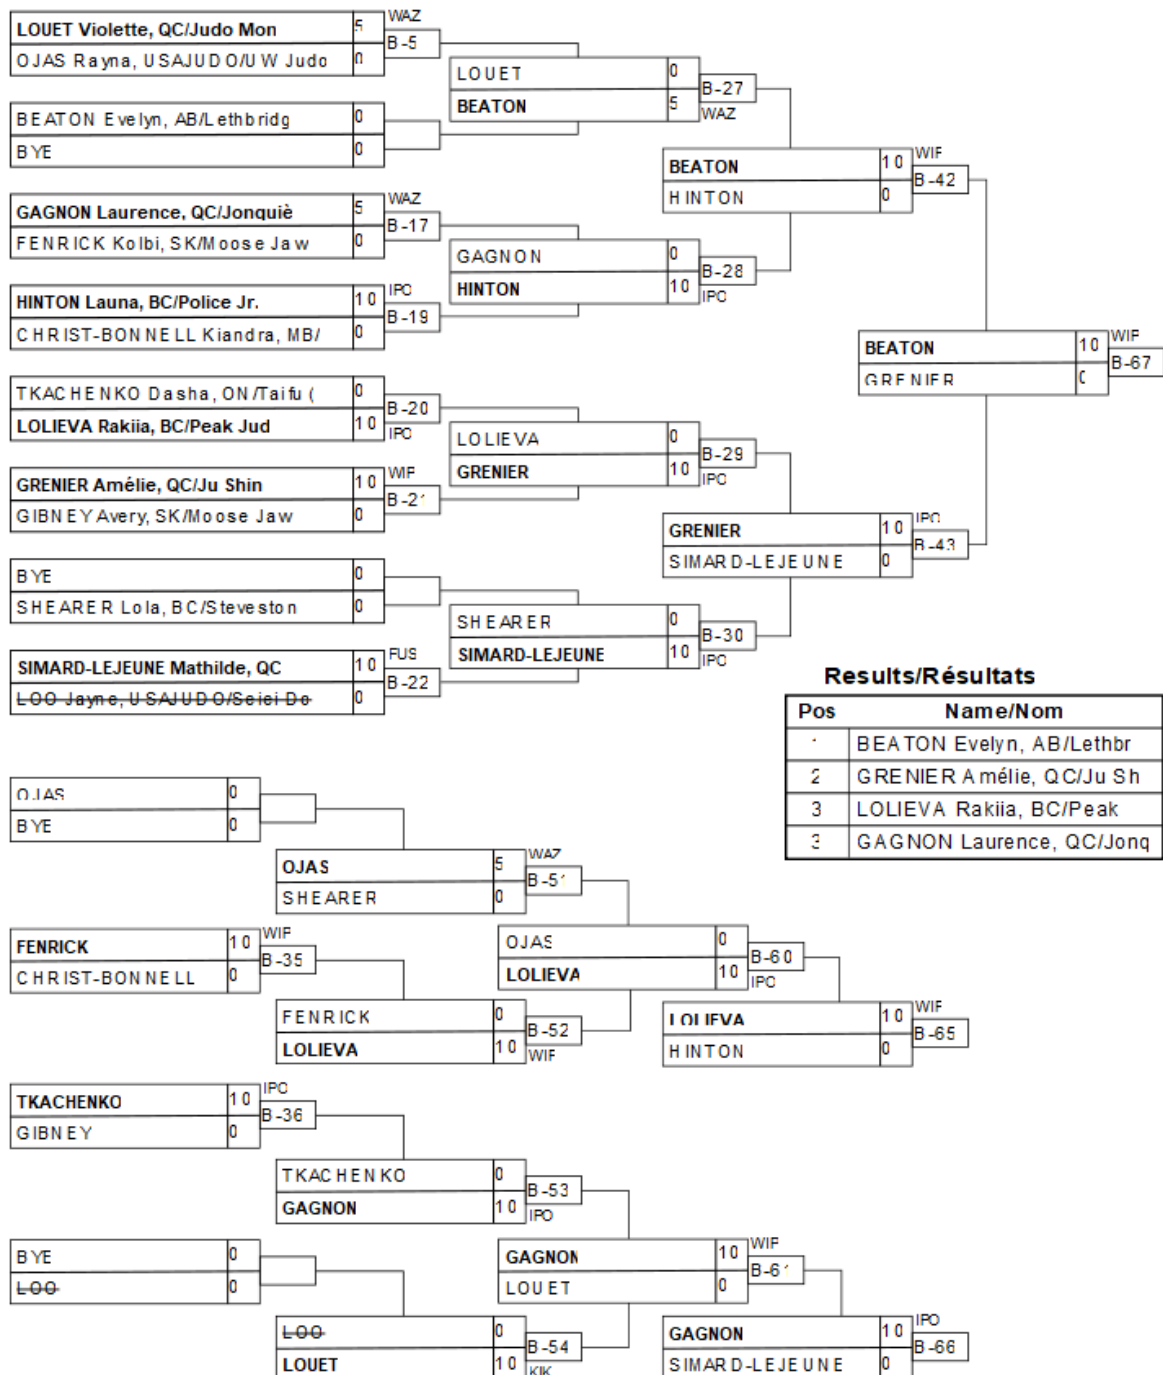 WAZ
LOUET Violette, QC/Judo Mon 5
B-5
OJAS Rayna, USAJUDO/UW Judo 0
LOUET 0
B-27
BEATON 5
WAZ
BEATON Evelyn, AB/Lethbridg 0
BYE 0
BEATON 10 WIF
B-42
HINTON 0
GAGNON Laurence, QC/Jonquiè 5 WAZ
B-17
FENRICK Kolbi, SK/Moose Jaw 0
GAGNON 0
B-28
HINTON 10 IPO
HINTON Launa, BC/Police Jr. 10 IPO
B-19
CHRIST-BONNELL Kiandra, MB/ 0
BEATON 10 WIF
B-67
GRENIER 0
TKACHENKO Dasha, ON/Taifu ( 0
B-20
LOLIEVA Rakiia, BC/Peak Jud 10 IPO
LOLIEVA 0
B-29
GRENIER 10 IPO
GRENIER Amélie, QC/Ju Shin 10 WIF
B-21
GIBNEY Avery, SK/Moose Jaw 0
GRENIER 10 IPO
B-43
SIMARD-LEJEUNE 0
BYE 0
SHEARER Lola, BC/Steveston 0
SHEARER 0
B-30
SIMARD-LEJEUNE 10 IPO
SIMARD-LEJEUNE Mathilde, QC 10 FUS
B-22
LOO Jayne, USAJUDO/Seiei Do 0
Results/Résultats
Pos Name/Nom
1 BEATON Evelyn, AB/Lethbr
2 GRENIER Amélie, QC/Ju Sh
3 LOLIEVA Rakiia, BC/Peak
3 GAGNON Laurence, QC/Jonq
OJAS 0
BYE 0
OJAS 5 WAZ
B-51
SHEARER 0
FENRICK 10 WIF
B-35
CHRIST-BONNELL 0
OJAS 0
B-60
LOLIEVA 10 IPO
FENRICK 0
B-52
LOLIEVA 10 WIF
LOLIEVA 10 WIF
B-65
HINTON 0
TKACHENKO 10 IPO
B-36
GIBNEY 0
TKACHENKO 0
B-53
GAGNON 10 IPO
BYE 0
LOO 0
GAGNON 10 WIF
B-61
LOUET 0
LOO 0
B-54
LOUET 10 KIK
GAGNON 10 IPO
B-66
SIMARD-LEJEUNE 0